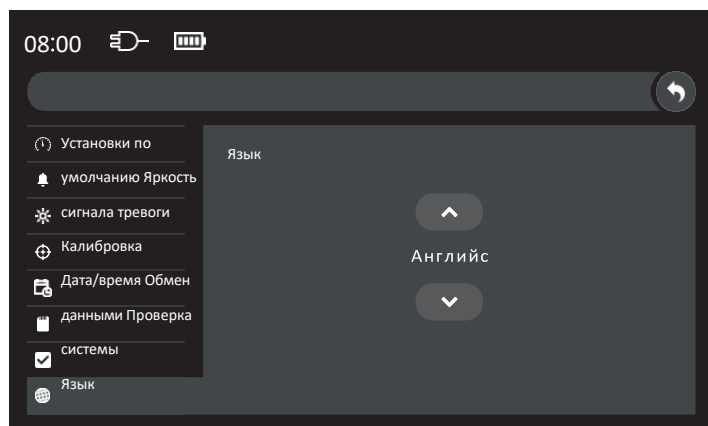 08:00
Установки по
умолчанию Яркость
сигнала тревоги
Калибровка
Дата/время Обмен
данными Проверка
системы
Язык
Язык
Английс